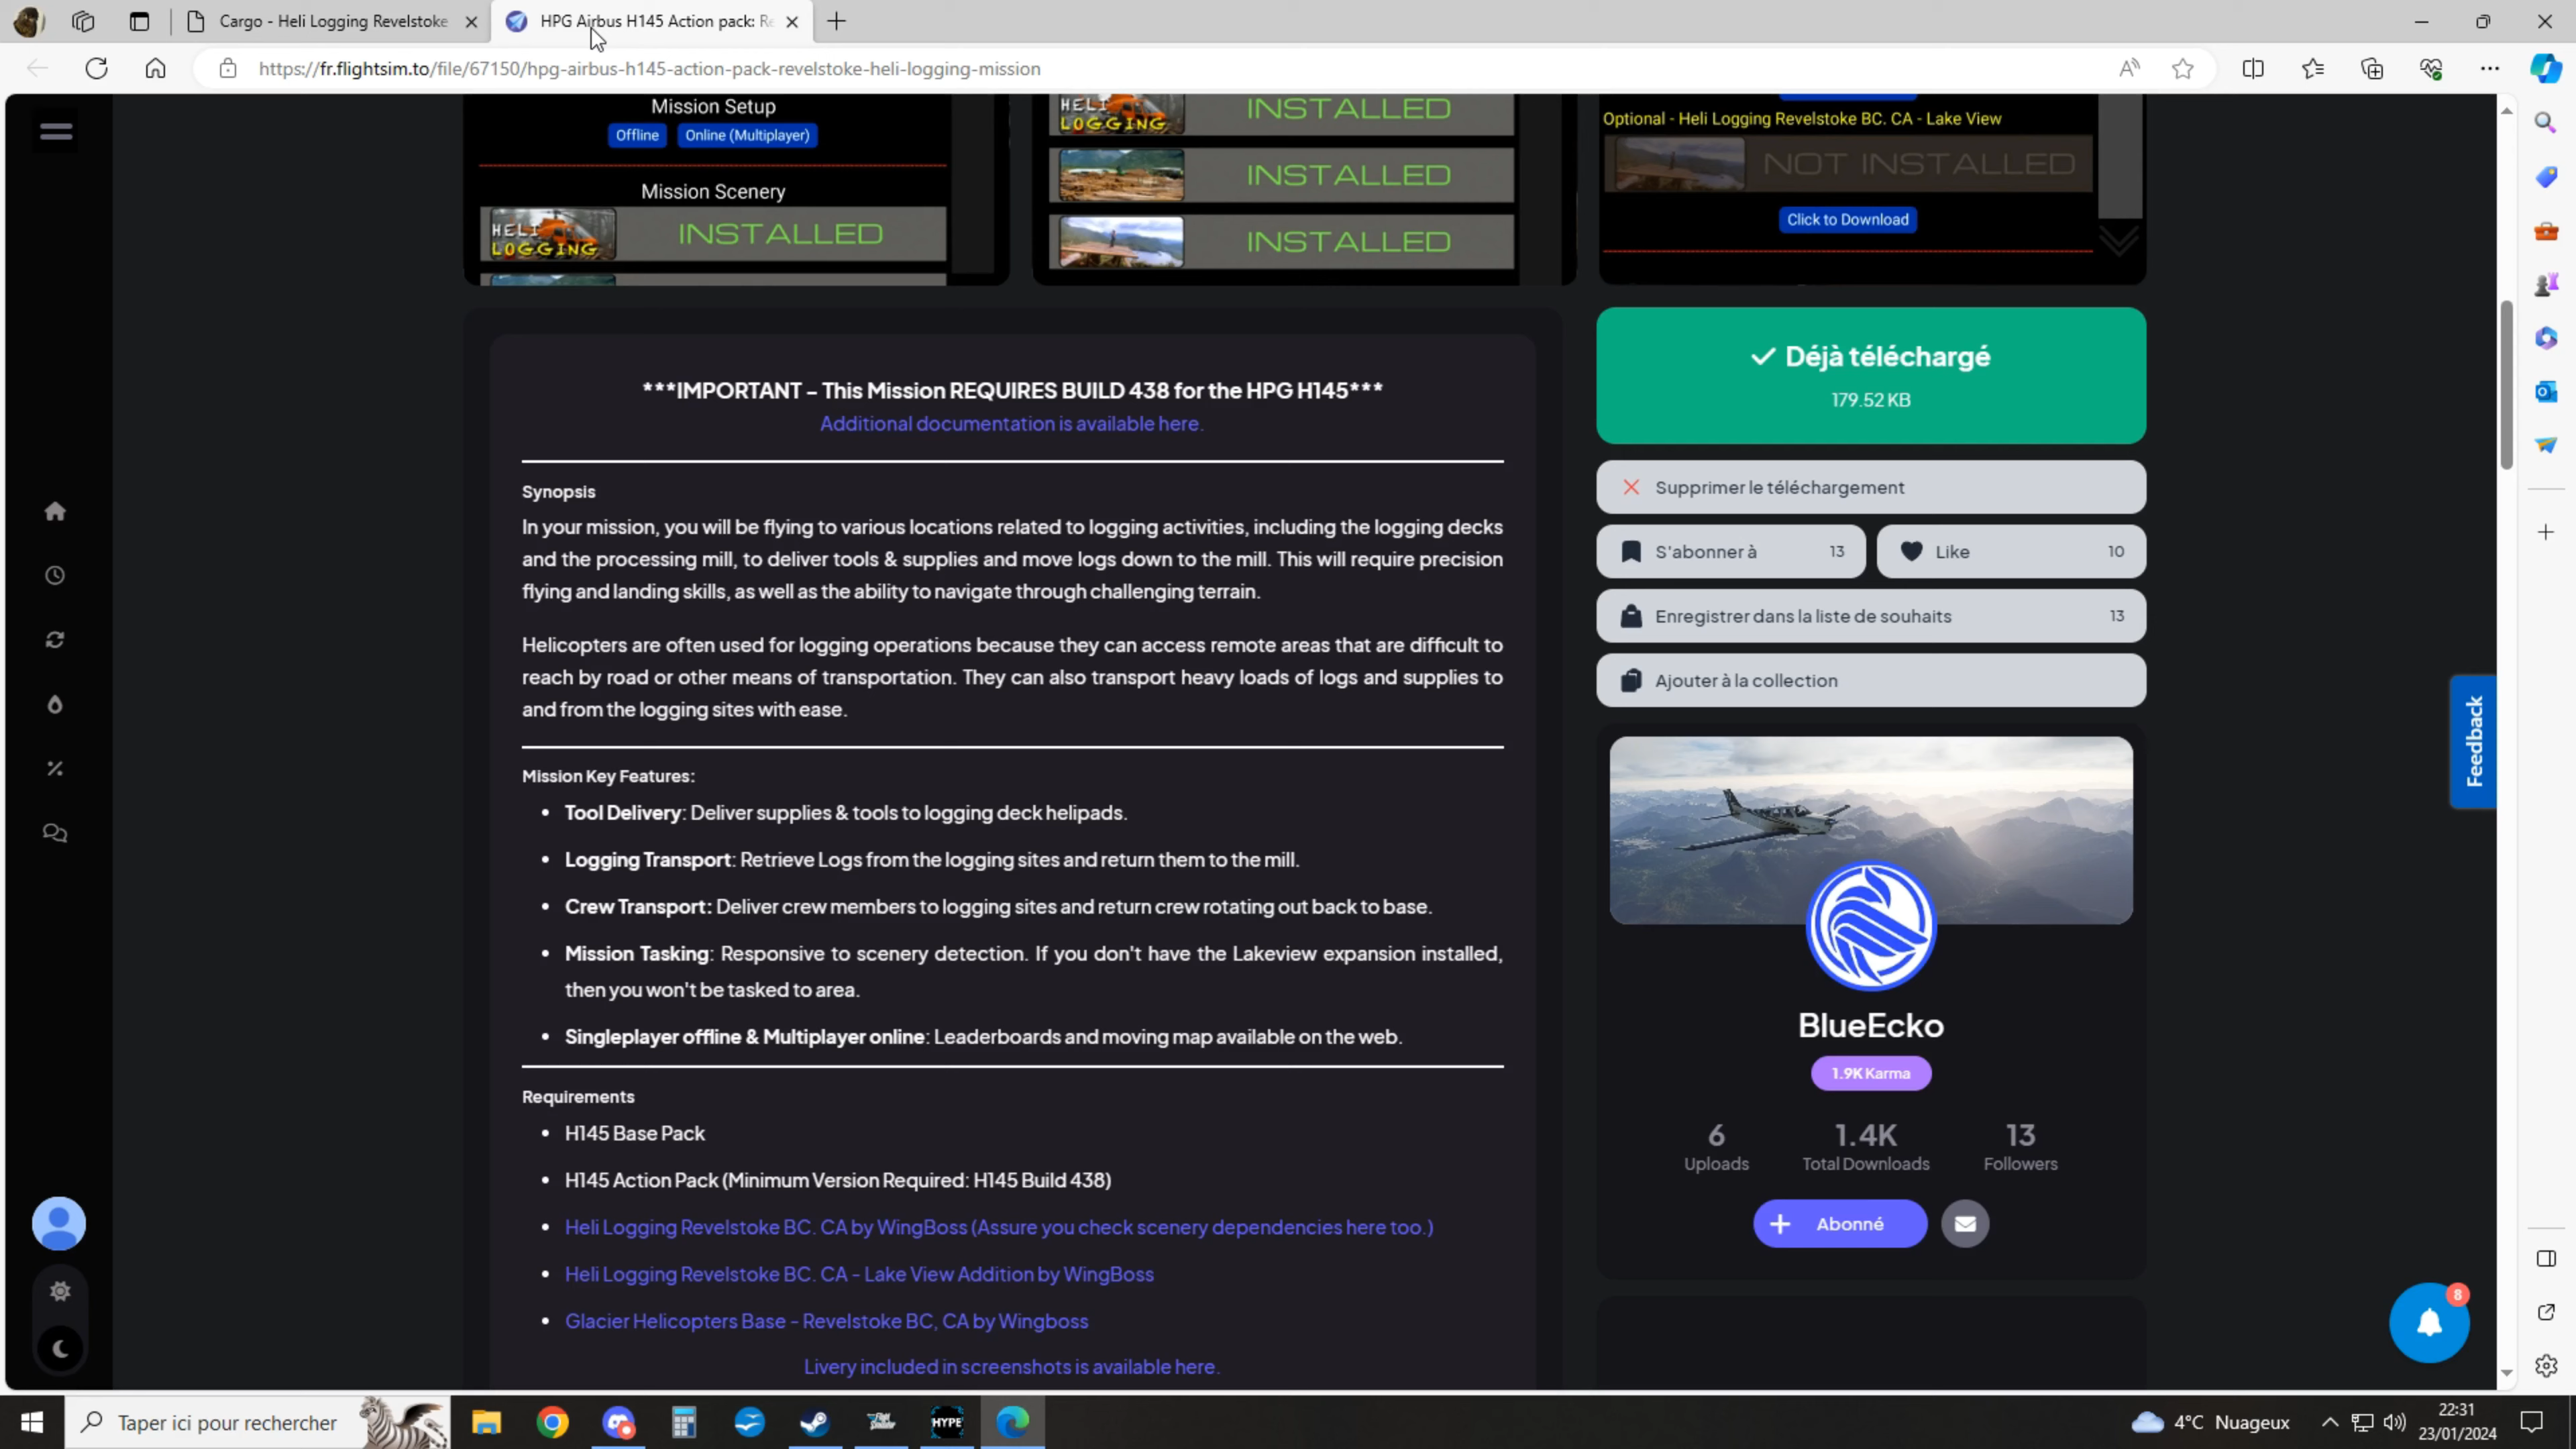 Cargo - Heli Logging Revelstoke
HPG Airbus H145 Action pack: Re
https://fr.flightsim.to/file/67150/hpg-airbus-h145-action-pack-revelstoke-heli-logging-mission
Mission Setup
Offline
Online (Multiplayer)
Mission Scenery
HELI
LOGGING
INSTALLED
HELI
LOGGING
INSTALLED
INSTALLED
INSTALLED
Optional - Heli Logging Revelstoke BC. CA - Lake View
NOT INSTALLED
Click to Download
***IMPORTANT – This Mission REQUIRES BUILD 438 for the HPG H145***
Additional documentation is available here.
Synopsis
In your mission, you will be flying to various locations related to logging activities, including the logging decks
and the processing mill, to deliver tools & supplies and move logs down to the mill. This will require precision
flying and landing skills, as well as the ability to navigate through challenging terrain.
Helicopters are often used for logging operations because they can access remote areas that are difficult to
reach by road or other means of transportation. They can also transport heavy loads of logs and supplies to
and from the logging sites with ease.
Mission Key Features:
• Tool Delivery: Deliver supplies & tools to logging deck helipads.
• Logging Transport: Retrieve Logs from the logging sites and return them to the mill.
• Crew Transport: Deliver crew members to logging sites and return crew rotating out back to base.
• Mission Tasking: Responsive to scenery detection. If you don't have the Lakeview expansion installed,
then you won't be tasked to area.
• Singleplayer offline & Multiplayer online: Leaderboards and moving map available on the web.
Requirements
• H145 Base Pack
• H145 Action Pack (Minimum Version Required: H145 Build 438)
• Heli Logging Revelstoke BC. CA by WingBoss (Assure you check scenery dependencies here too.)
• Heli Logging Revelstoke BC. CA – Lake View Addition by WingBoss
• Glacier Helicopters Base – Revelstoke BC, CA by Wingboss
Livery included in screenshots is available here.
Déjà téléchargé
179.52 KB
Supprimer le téléchargement
S'abonner à 13
Like 10
Enregistrer dans la liste de souhaits 13
Ajouter à la collection
BlueEcko
1.9K Karma
6 1.4K 13
Uploads Total Downloads Followers
+ Abonné
Feedback
8
Taper ici pour rechercher
HYPE
4°C Nuageux
22:31
23/01/2024